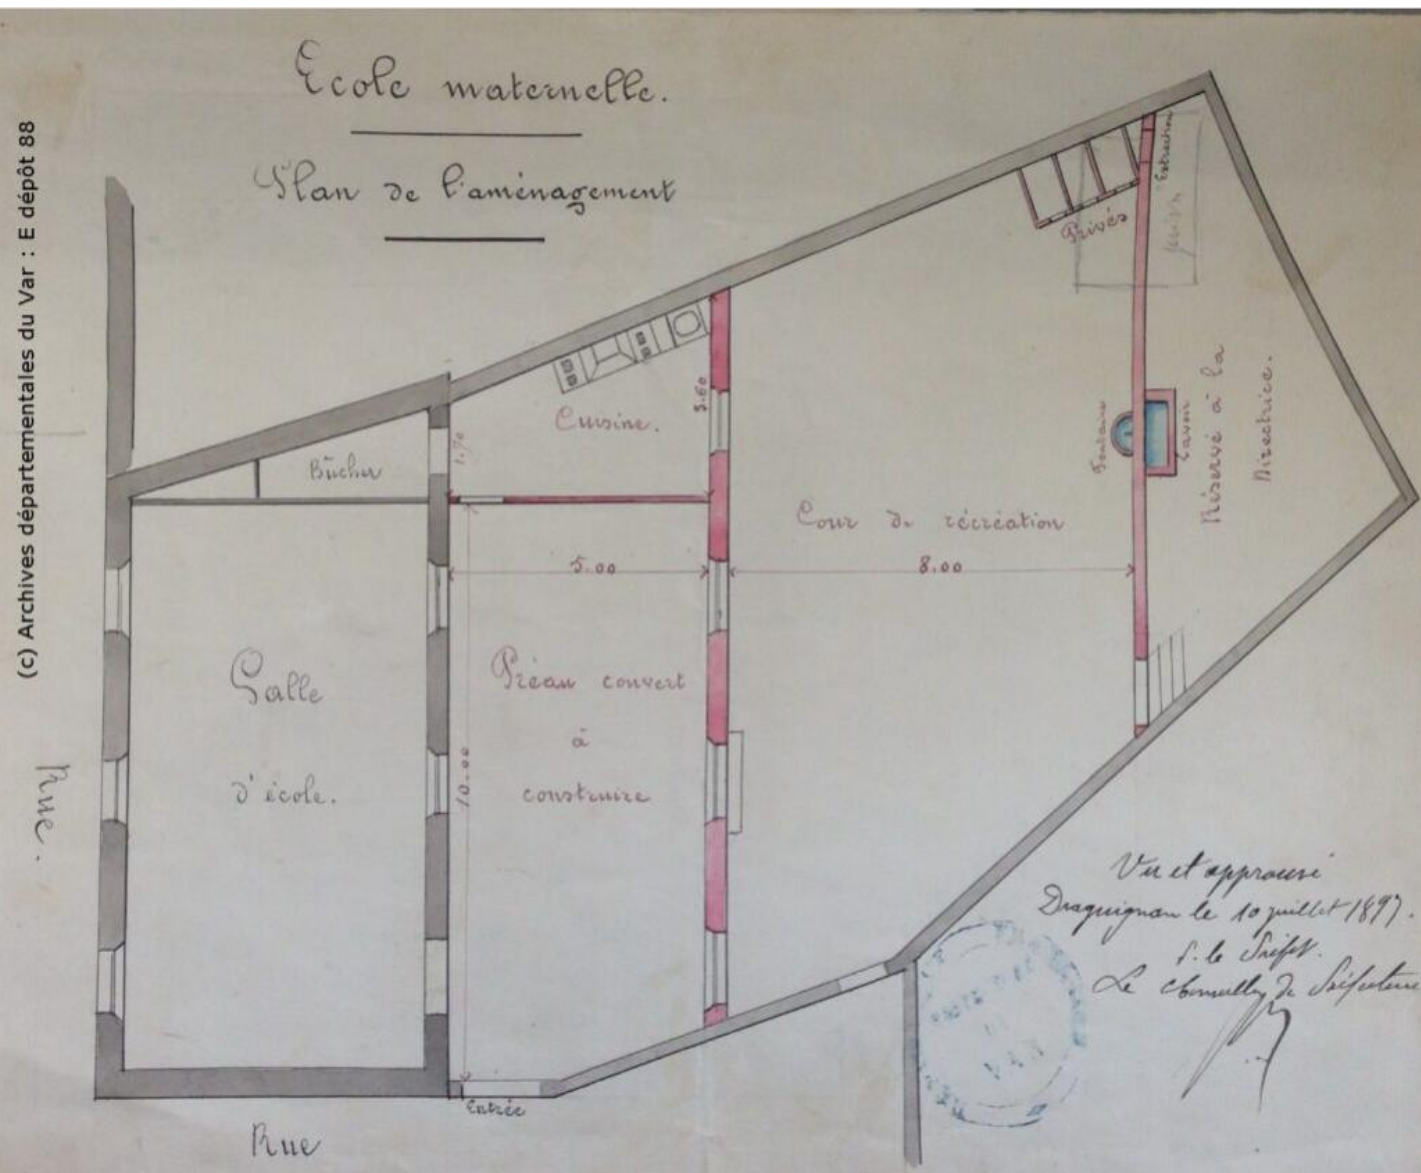 (c) Archives départementales du Var : E dépôt 88
Ecole maternelle.
Plan de l'aménagement
Extraction
Privés
Cuisine.
3.60
1.70
Bûcher
Fontaine
Lavoir
Réservé à la
Directrice.
Cour de récréation
5.00
8.00
Salle
d'école.
Préau couvert
à
construire
10.00
Rue.
Vu et approuvé
Draguignan le 10 juillet 1897.
P. le Préfet.
Le Conseiller de Préfecture
VAR
Entrée
Rue